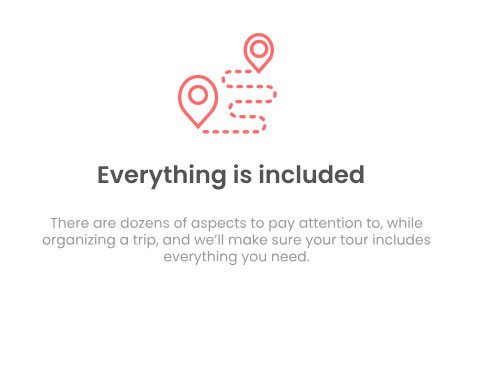 Everything is included
There are dozens of aspects to pay attention to, while
organizing a trip, and we’ll make sure your tour includes
everything you need.